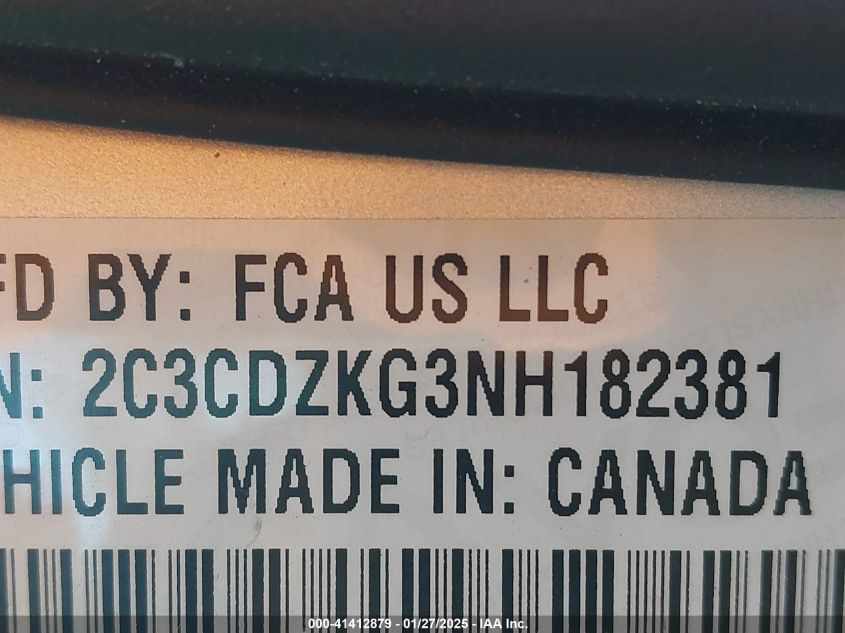 FD BY: FCA US LLC
N: 2C3CDZKG3NH182381
HICLE MADE IN: CANADA
000-41412879 - 01/27/2025 - IAA Inc.